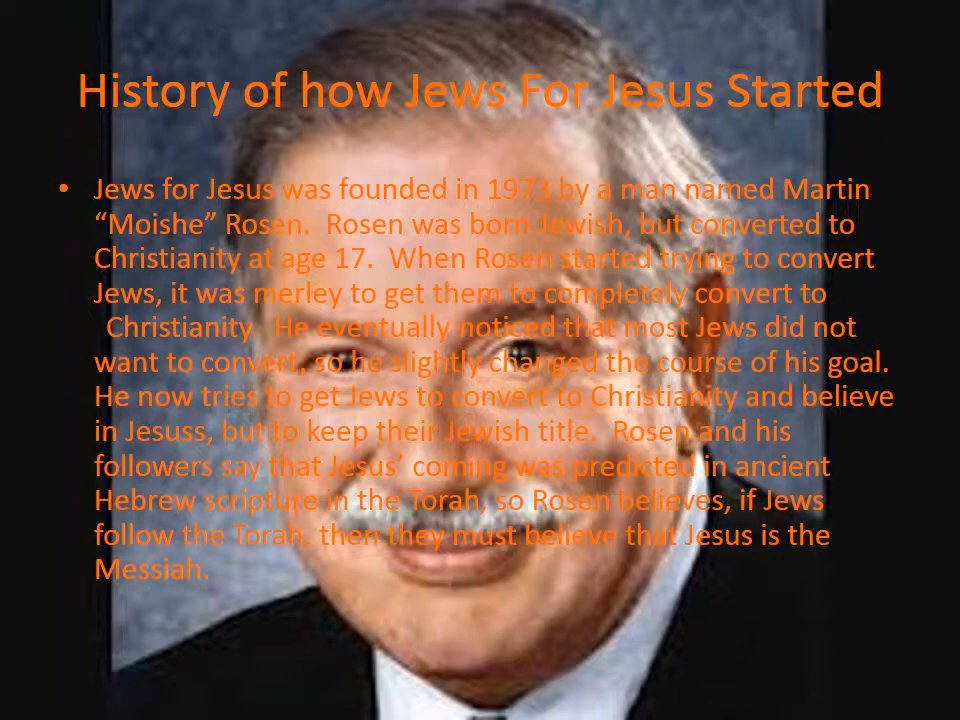 History of how Jews For Jesus Started
• Jews for Jesus was founded in 1973 by a man named Martin
“Moishe” Rosen.  Rosen was born Jewish, but converted to
Christianity at age 17.  When Rosen started trying to convert
Jews, it was merley to get them to completely convert to
Christianity.  He eventually noticed that most Jews did not
want to convert, so he slightly changed the course of his goal.
He now tries to get Jews to convert to Christianity and believe
in Jesuss, but to keep their Jewish title.  Rosen and his
followers say that Jesus’ coming was predicted in ancient
Hebrew scripture in the Torah, so Rosen believes, if Jews
follow the Torah, then they must believe that Jesus is the
Messiah.